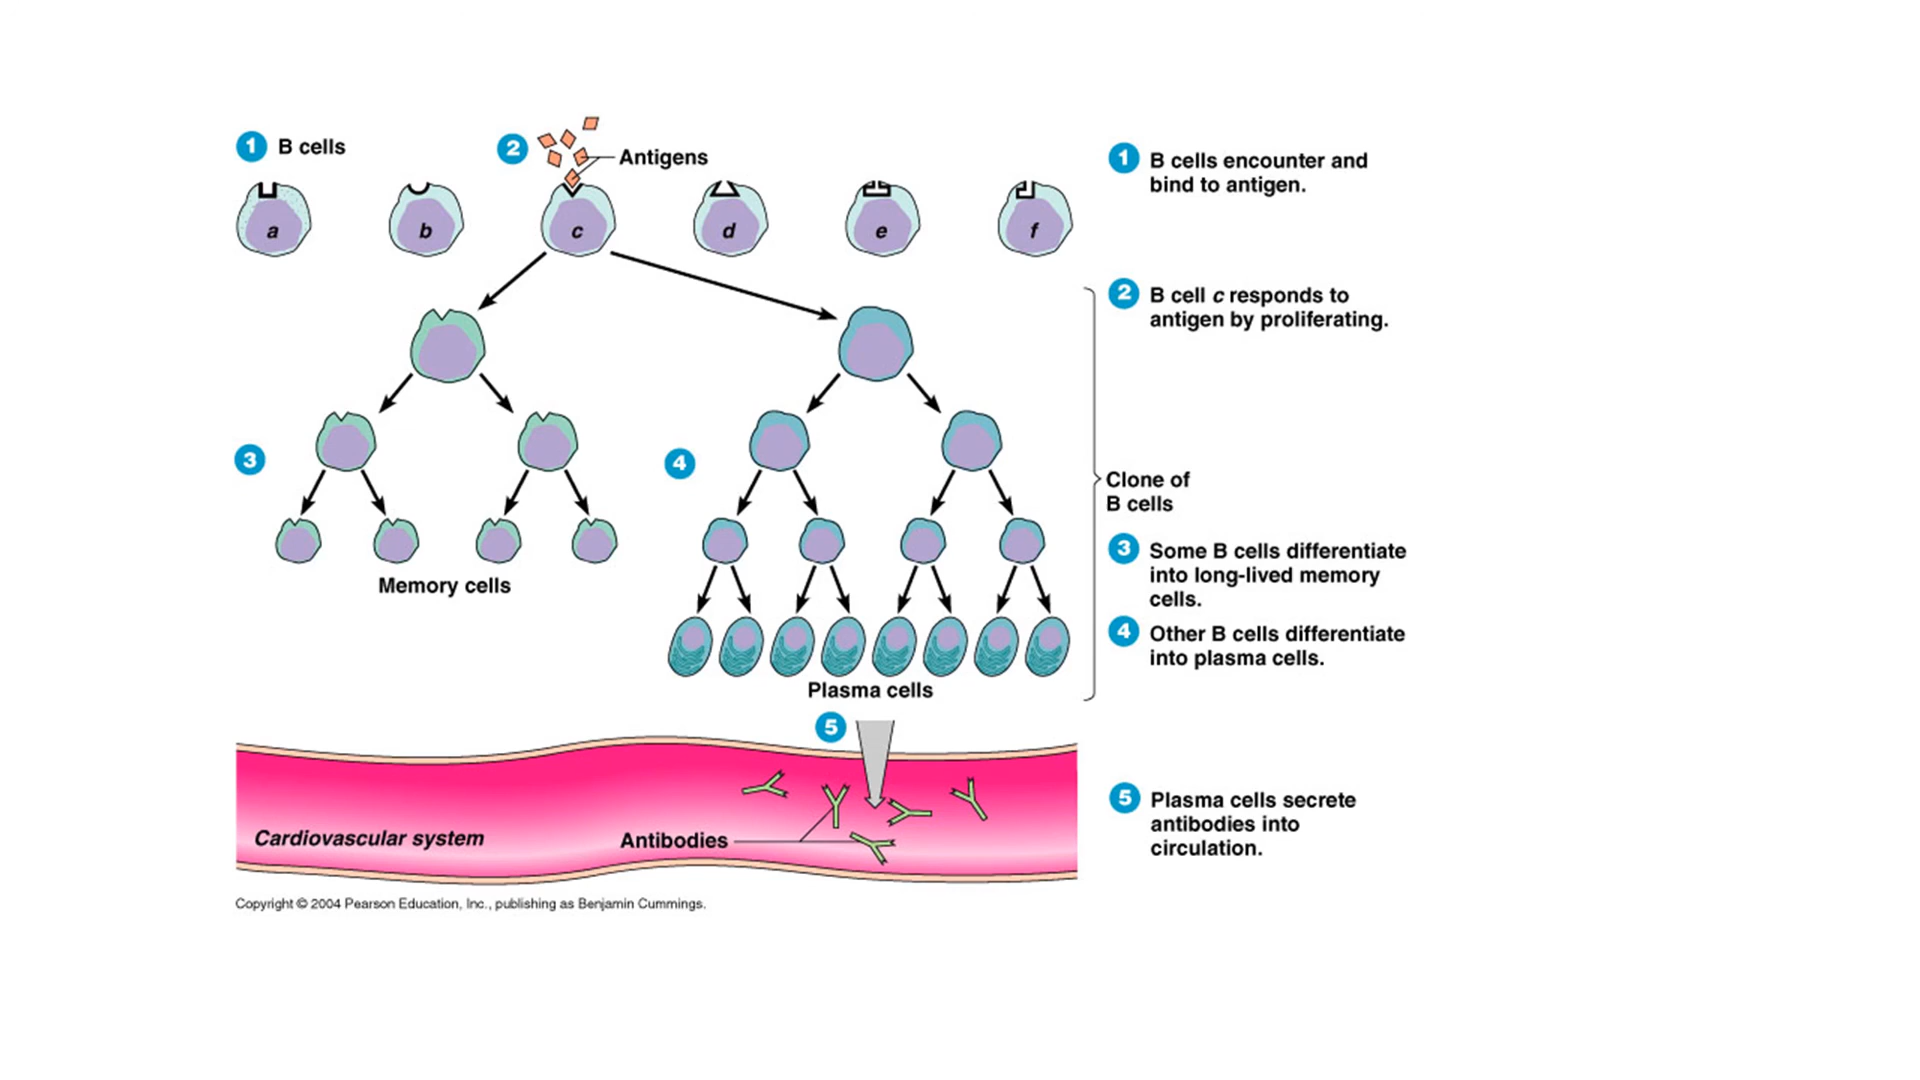 1 B cells
2
Antigens
a b c d e f
3
Memory cells
4
Plasma cells
5
Cardiovascular system
Antibodies
Copyright © 2004 Pearson Education, Inc., publishing as Benjamin Cummings.
1 B cells encounter and
bind to antigen.
2 B cell c responds to
antigen by proliferating.
Clone of
B cells
3 Some B cells differentiate
into long-lived memory
cells.
4 Other B cells differentiate
into plasma cells.
5 Plasma cells secrete
antibodies into
circulation.